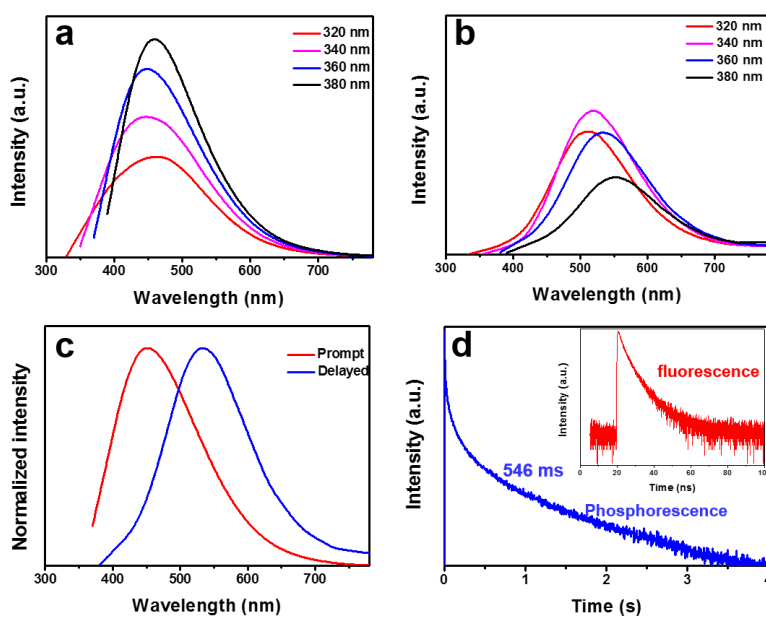 a
320 nm
340 nm
360 nm
380 nm
Intensity (a.u.)
300 400 500 600 700
Wavelength (nm)
b
320 nm
340 nm
360 nm
380 nm
Intensity (a.u.)
300 400 500 600 700
Wavelength (nm)
c
Prompt
Delayed
Normalized intensity
300 400 500 600 700
Wavelength (nm)
d
fluorescence
Intensity (a.u.)
0 20 40 60 80 100
Time (ns)
546 ms
Phosphorescence
Intensity (a.u.)
0 1 2 3 4
Time (s)